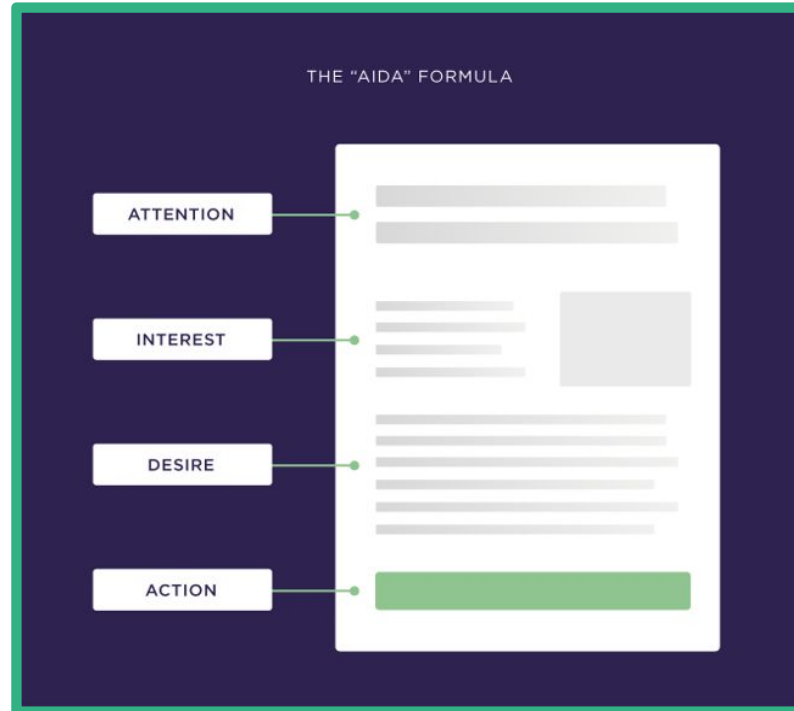 THE “AIDA” FORMULA
ATTENTION
INTEREST
DESIRE
ACTION